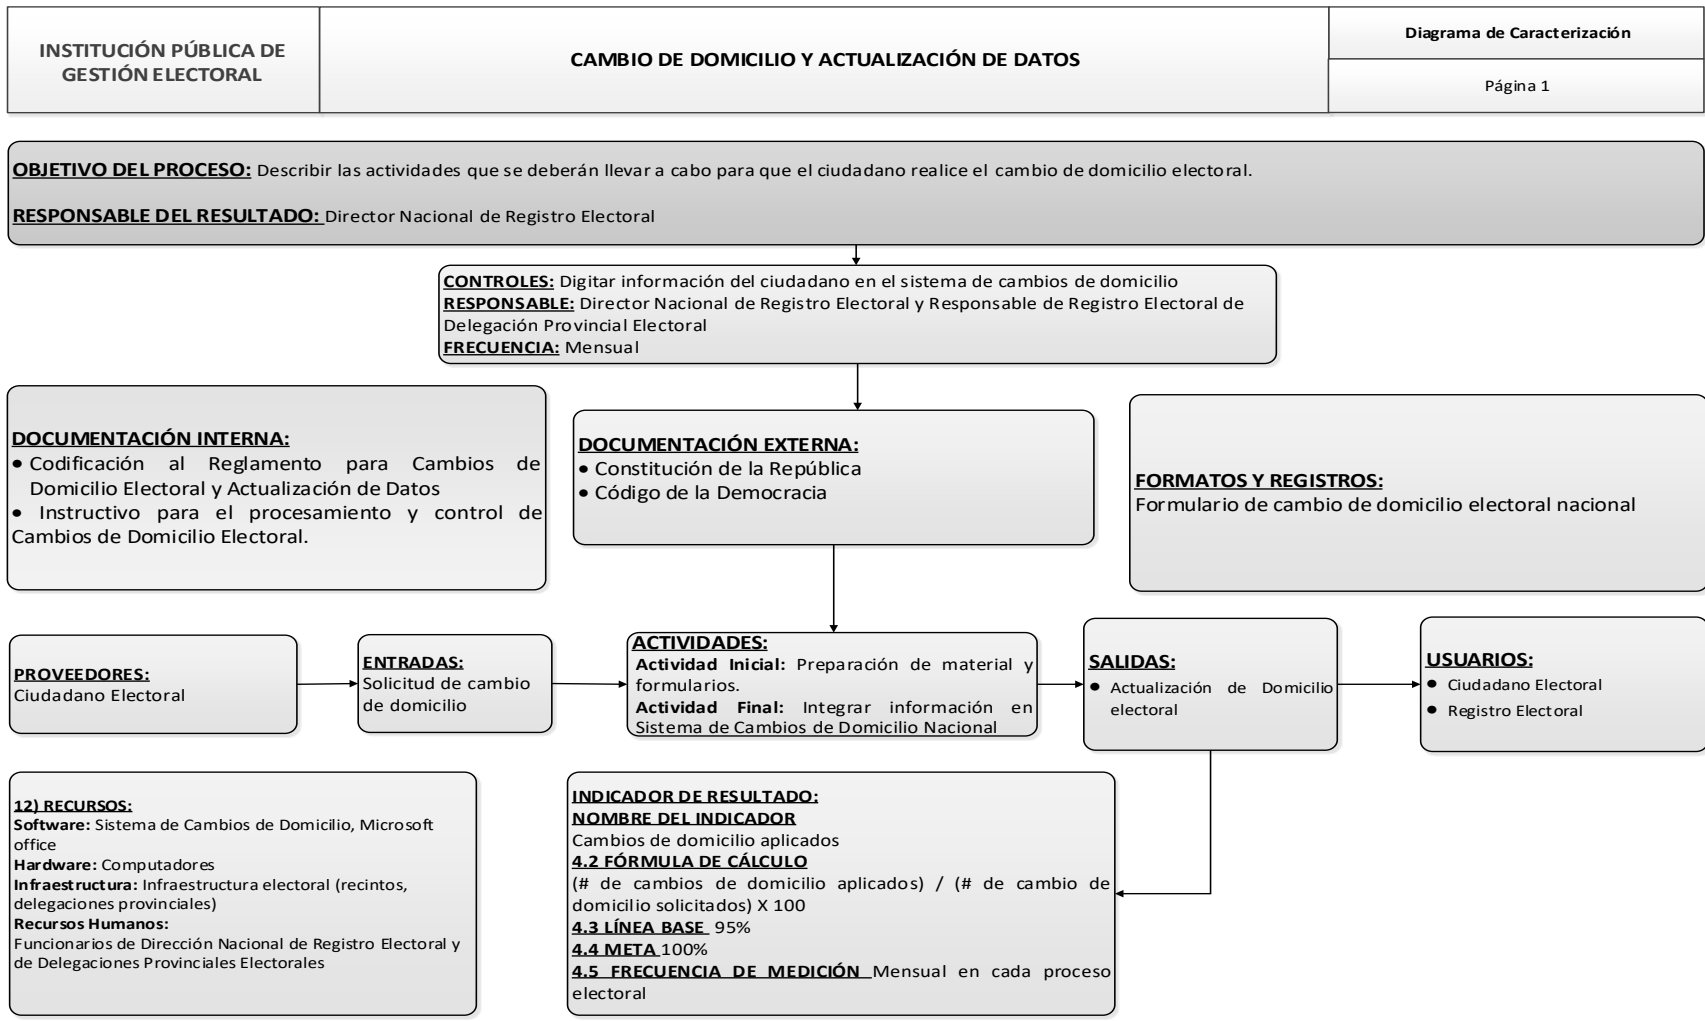 INSTITUCIÓN PÚBLICA DE
GESTIÓN ELECTORAL
CAMBIO DE DOMICILIO Y ACTUALIZACIÓN DE DATOS
Diagrama de Caracterización
Página 1
OBJETIVO DEL PROCESO: Describir las actividades que se deberán llevar a cabo para que el ciudadano realice el cambio de domicilio electoral.
RESPONSABLE DEL RESULTADO: Director Nacional de Registro Electoral
CONTROLES: Digitar información del ciudadano en el sistema de cambios de domicilio
RESPONSABLE: Director Nacional de Registro Electoral y Responsable de Registro Electoral de
Delegación Provincial Electoral
FRECUENCIA: Mensual
DOCUMENTACIÓN INTERNA:
• Codificación al Reglamento para Cambios de
Domicilio Electoral y Actualización de Datos
• Instructivo para el procesamiento y control de
Cambios de Domicilio Electoral.
DOCUMENTACIÓN EXTERNA:
• Constitución de la República
• Código de la Democracia
FORMATOS Y REGISTROS:
Formulario de cambio de domicilio electoral nacional
PROVEEDORES:
Ciudadano Electoral
ENTRADAS:
Solicitud de cambio
de domicilio
ACTIVIDADES:
Actividad Inicial: Preparación de material y
formularios.
Actividad Final: Integrar información en
Sistema de Cambios de Domicilio Nacional
SALIDAS:
• Actualización de Domicilio
electoral
USUARIOS:
• Ciudadano Electoral
• Registro Electoral
12) RECURSOS:
Software: Sistema de Cambios de Domicilio, Microsoft
office
Hardware: Computadores
Infraestructura: Infraestructura electoral (recintos,
delegaciones provinciales)
Recursos Humanos:
Funcionarios de Dirección Nacional de Registro Electoral y
de Delegaciones Provinciales Electorales
INDICADOR DE RESULTADO:
NOMBRE DEL INDICADOR
Cambios de domicilio aplicados
4.2 FÓRMULA DE CÁLCULO
(# de cambios de domicilio aplicados) / (# de cambio de
domicilio solicitados) X 100
4.3 LÍNEA BASE 95%
4.4 META 100%
4.5 FRECUENCIA DE MEDICIÓN Mensual en cada proceso
electoral